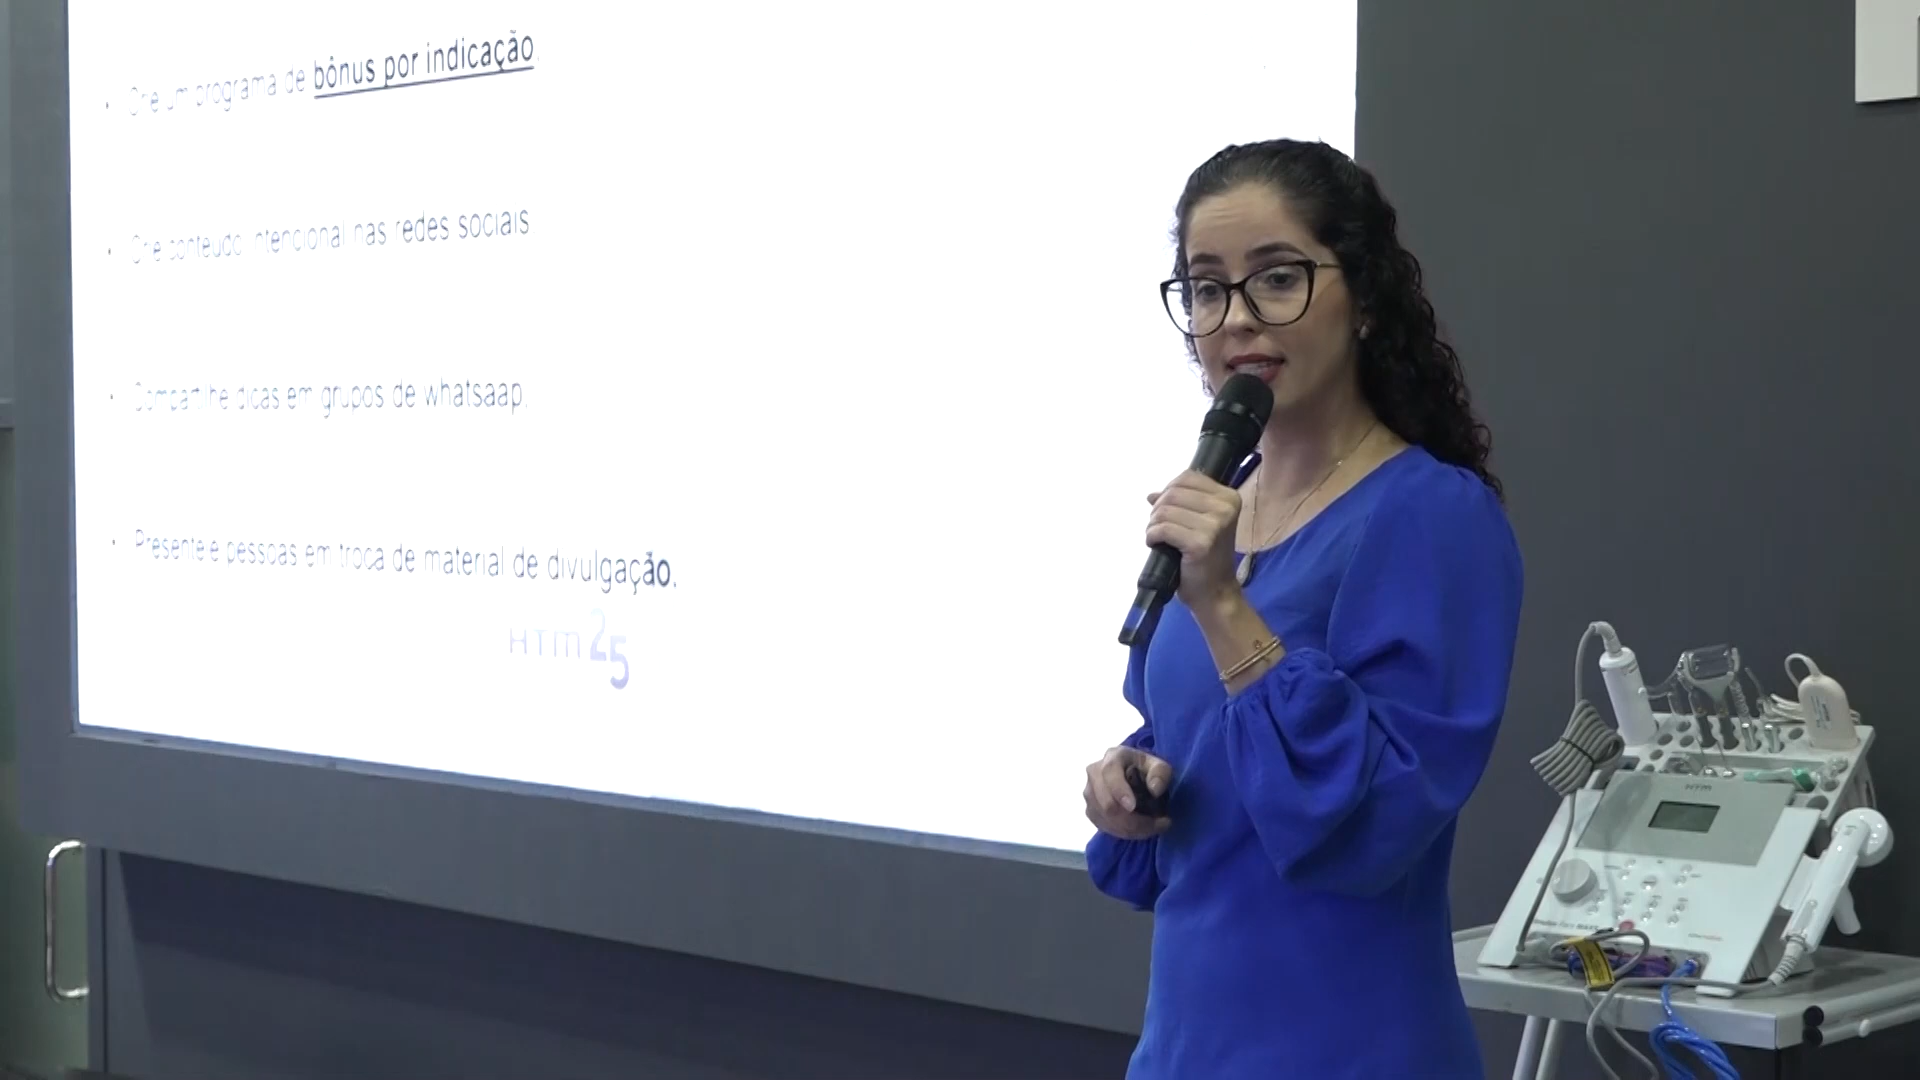 Crie um programa de bônus por indicação.
Crie conteúdo intencional nas redes sociais
Compartilhe dicas em grupos de whatsaap.
Presenteie pessoas em troca de material de divulgação.
HTM 25
HTM